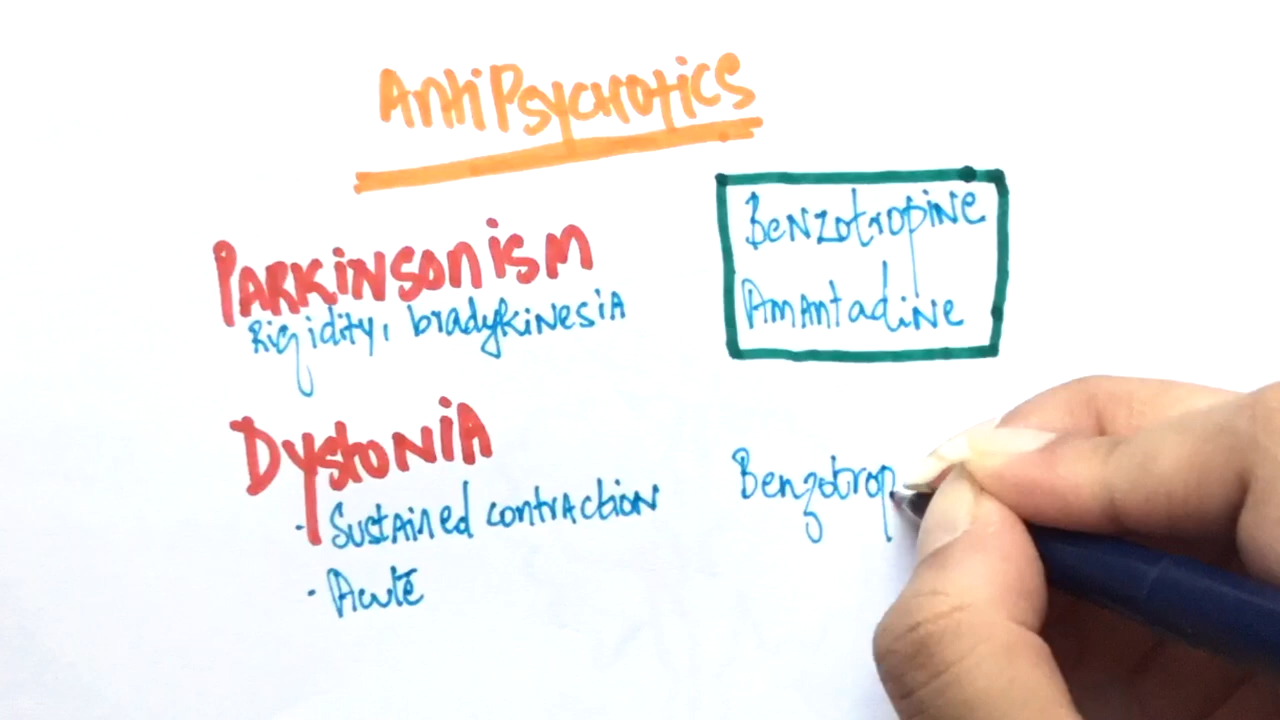 AntiPsychotics
Parkinsonism
Rigidity, bradykinesia
Benzotropine
Amantadine
Dystonia
· Sustained contraction
· Acute
Benzotrop